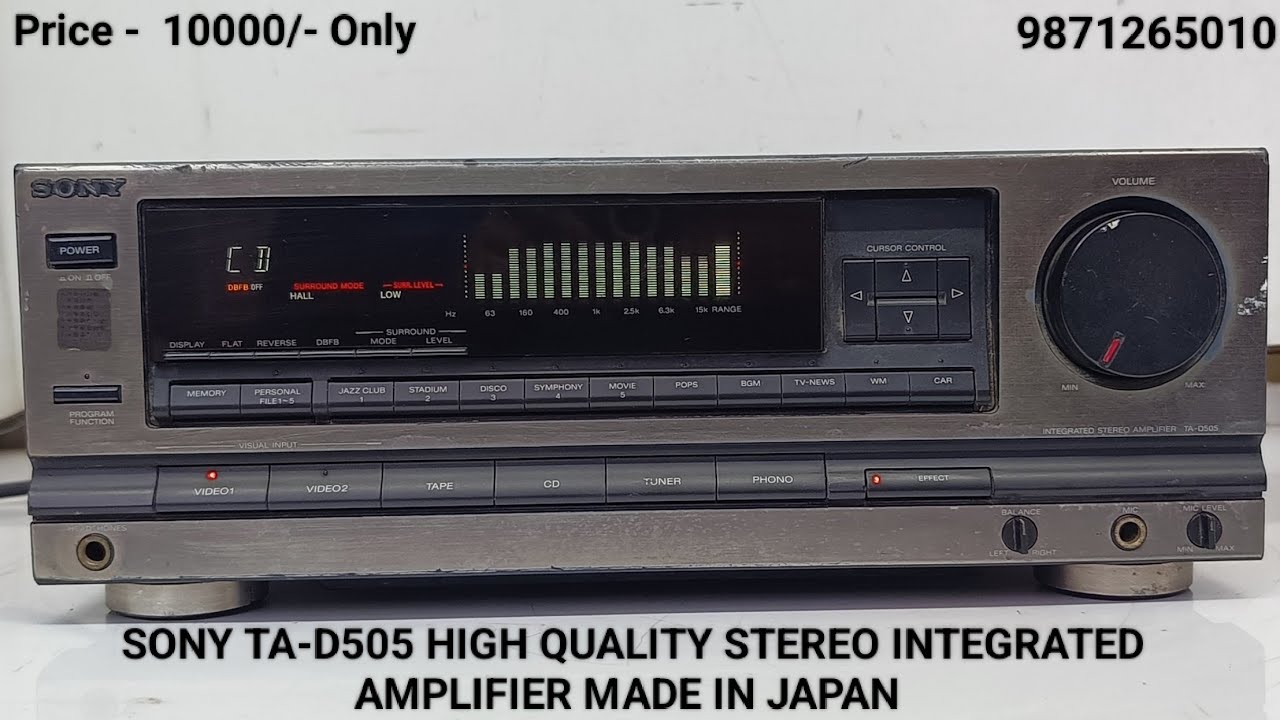 Price - 10000/- Only
9871265010
SONY
VOLUME
POWER
ON OFF
CURSOR CONTROL
CD
DBFB OFF
SURROUND MODE
SURR.LEVEL
HALL
LOW
Hz 63 160 400 1k 2.5k 6.3k 15k RANGE
SURROUND
DISPLAY FLAT REVERSE DBFB MODE LEVEL
MIN MAX
MEMORY
PERSONAL
FILE1~5
JAZZ CLUB
1
STADIUM
2
DISCO
3
SYMPHONY
4
MOVIE
5
POPS
BGM
TV-NEWS
WM
CAR
PROGRAM
FUNCTION
INTEGRATED STEREO AMPLIFIER TA-D505
VISUAL INPUT
VIDEO1
VIDEO2
TAPE
CD
TUNER
PHONO
EFFECT
BALANCE
LEFT RIGHT
MIC
MIC LEVEL
MIN MAX
SONY TA-D505 HIGH QUALITY STEREO INTEGRATED
AMPLIFIER MADE IN JAPAN